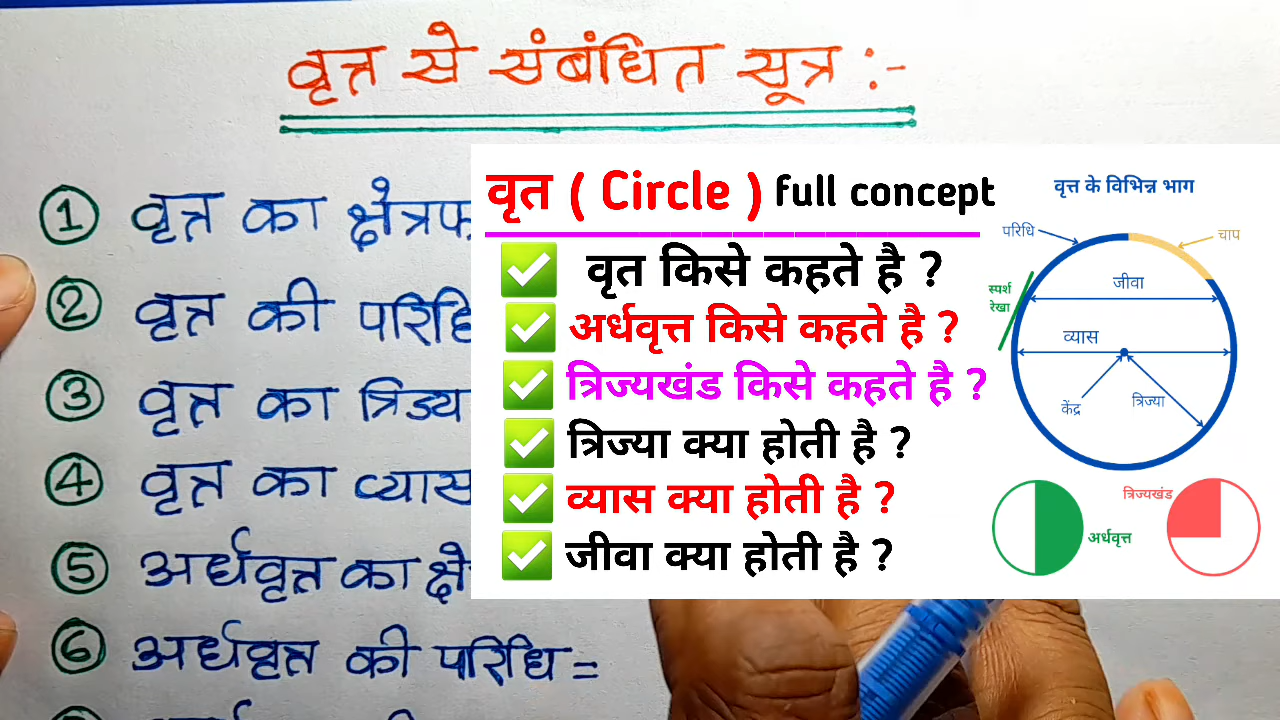 वृत्त से संबंधित सूत्र :-
① वृत्त का क्षेत्रफ
② वृत्त की परिधि
③ वृत्त का त्रिज्य
④ वृत्त का व्यास
⑤ अर्धवृत्त का क्षे
⑥ अर्धवृत्त की परिधि =
वृत ( Circle ) full concept
✅ वृत किसे कहते है ?
✅ अर्धवृत्त किसे कहते है ?
✅ त्रिज्यखंड किसे कहते है ?
✅ त्रिज्या क्या होती है ?
✅ व्यास क्या होती है ?
✅ जीवा क्या होती है ?
वृत्त के विभिन्न भाग
परिधि
चाप
स्पर्श
रेखा
जीवा
व्यास
केंद्र
त्रिज्या
अर्धवृत्त
त्रिज्यखंड